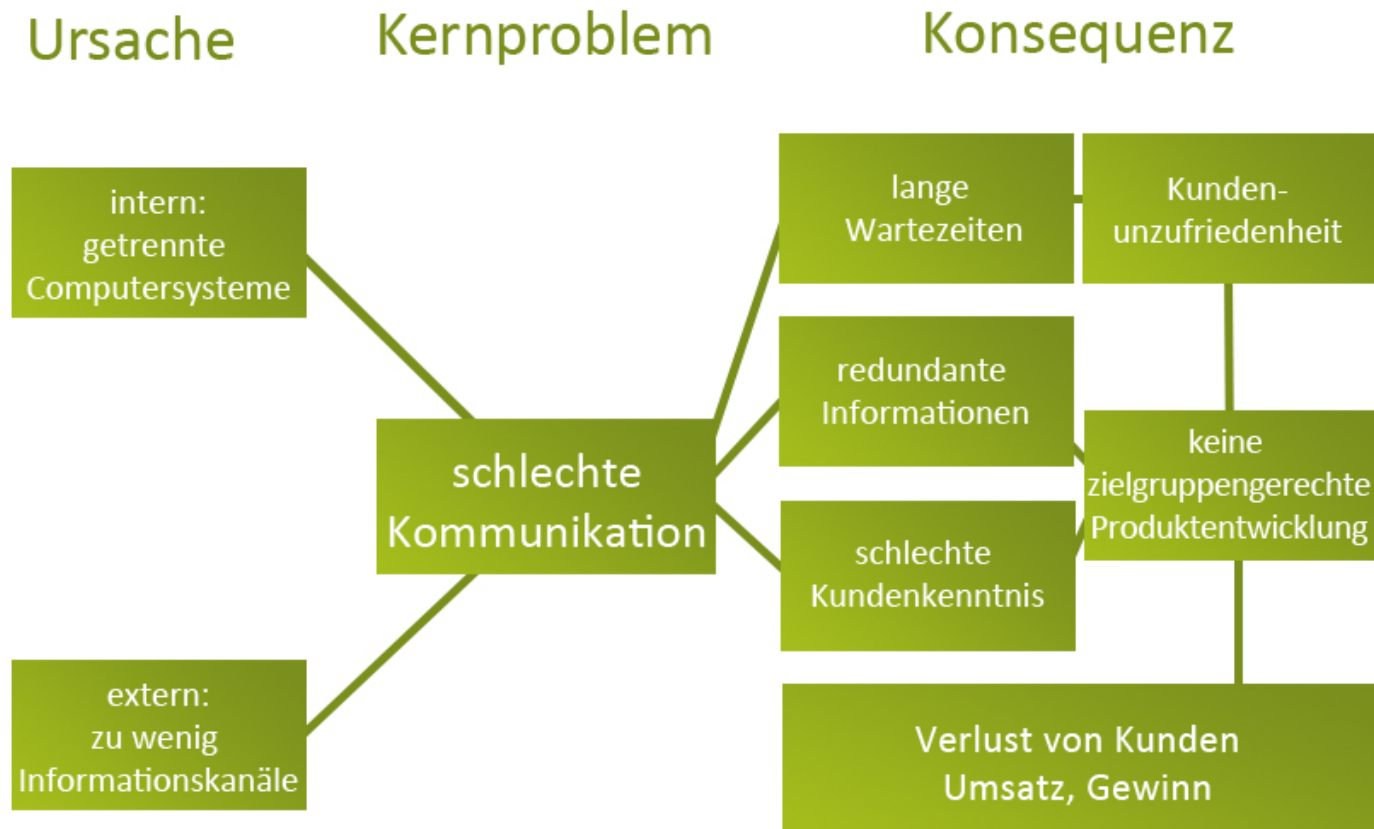 Ursache
Kernproblem
Konsequenz
intern:
getrennte
Computersysteme
extern:
zu wenig
Informationskanäle
schlechte
Kommunikation
lange
Wartezeiten
Kunden-
unzufriedenheit
redundante
Informationen
schlechte
Kundenkenntnis
keine
zielgruppengerechte
Produktentwicklung
Verlust von Kunden
Umsatz, Gewinn